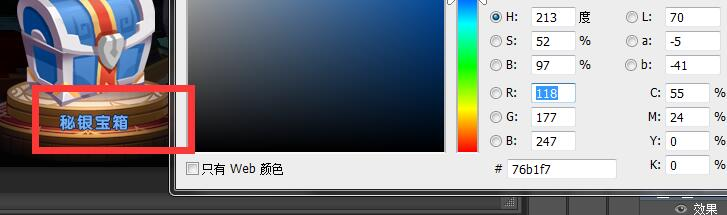 H: 213 度
L: 70
S: 52 %
a: -5
B: 97 %
b: -41
R: 118
C: 55 %
G: 177
M: 24 %
B: 247
Y: 0 %
K: 0 %
秘银宝箱
只有 Web 颜色
# 76b1f7
效果